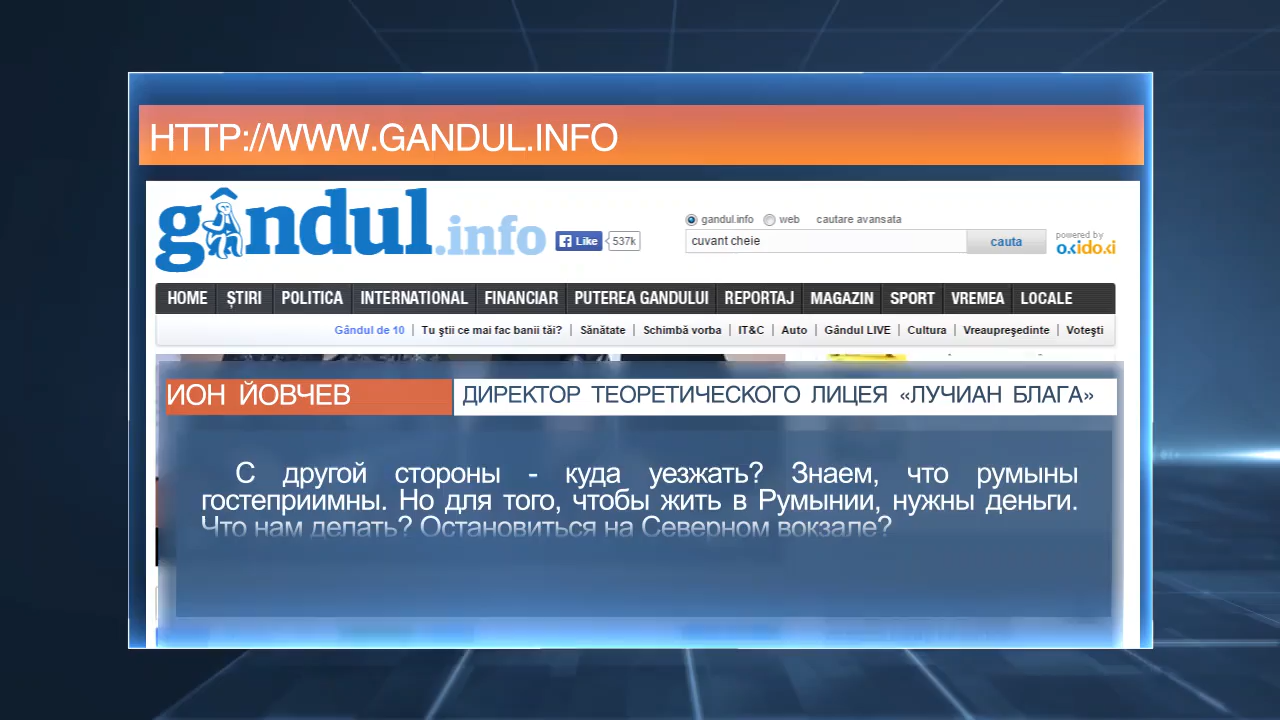 HTTP://WWW.GANDUL.INFO
gândul.info
Like 537k
gandul.info web cautare avansata
cuvant cheie cauta
powered by
okidoki
HOME ȘTIRI POLITICA INTERNATIONAL FINANCIAR PUTEREA GANDULUI REPORTAJ MAGAZIN SPORT VREMEA LOCALE
Gândul de 10 | Tu ştii ce mai fac banii tăi? | Sănătate | Schimbă vorba | IT&C | Auto | Gândul LIVE | Cultura | Vreaupreşedinte | Voteşti
ИОН ЙОВЧЕВ
ДИРЕКТОР ТЕОРЕТИЧЕСКОГО ЛИЦЕЯ «ЛУЧИАН БЛАГА»
С другой стороны - куда уезжать? Знаем, что румыны
гостеприимны. Но для того, чтобы жить в Румынии, нужны деньги.
Что нам делать? Остановиться на Северном вокзале?